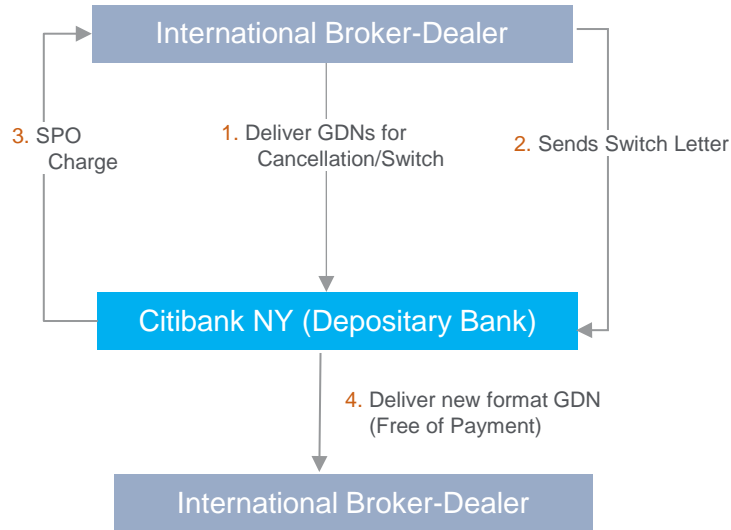 International Broker-Dealer
3. SPO
Charge
1. Deliver GDNs for
Cancellation/Switch
2. Sends Switch Letter
Citibank NY (Depositary Bank)
4. Deliver new format GDN
(Free of Payment)
International Broker-Dealer